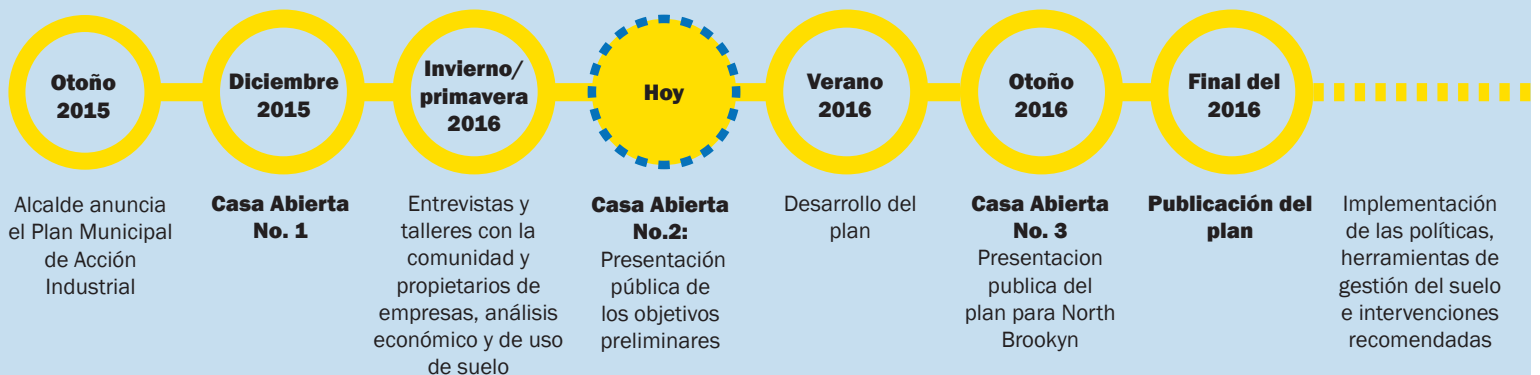 Otoño
2015
Diciembre
2015
Invierno/
primavera
2016
Hoy
Verano
2016
Otoño
2016
Final del
2016
Alcalde anuncia
el Plan Municipal
de Acción
Industrial
Casa Abierta
No. 1
Entrevistas y
talleres con la
comunidad y
propietarios de
empresas, análisis
económico y de uso
de suelo
Casa Abierta
No.2:
Presentación
pública de
los objetivos
preliminares
Desarrollo del
plan
Casa Abierta
No. 3
Presentacion
publica del
plan para North
Brookyn
Publicación del
plan
Implementación
de las políticas,
herramientas de
gestión del suelo
e intervenciones
recomendadas